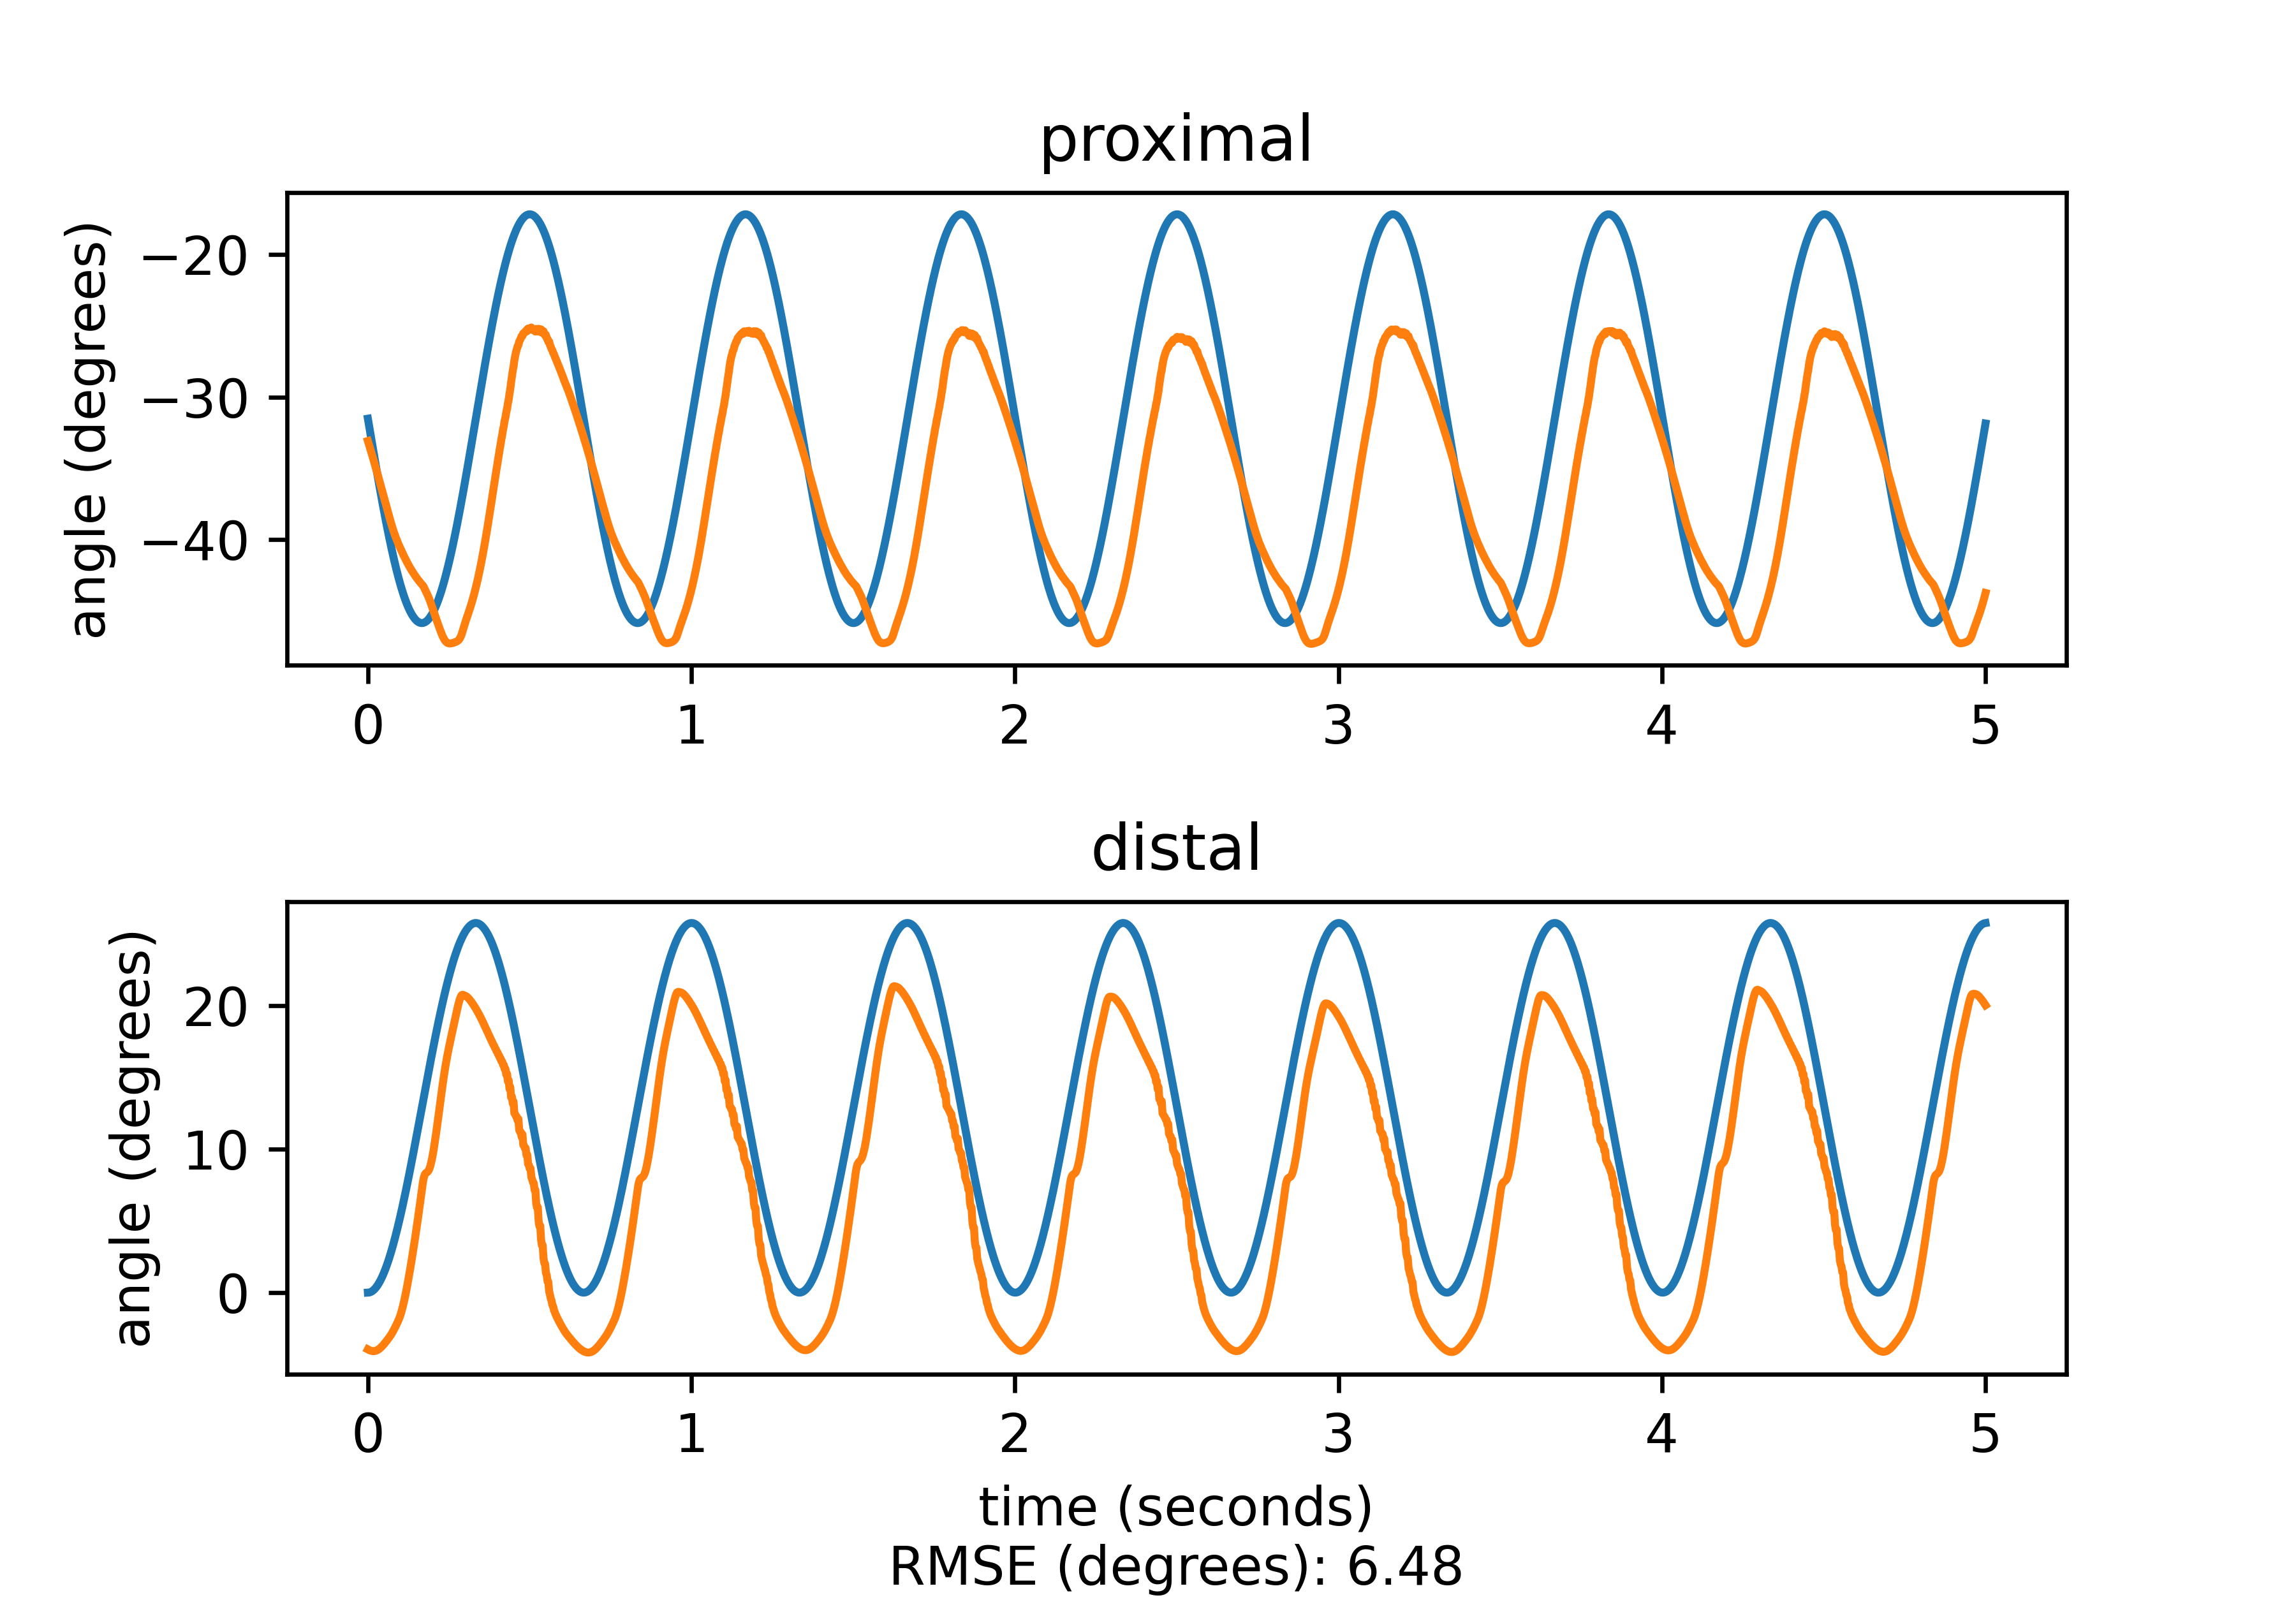 proximal
angle (degrees)
−20
−30
−40
0 1 2 3 4 5
distal
angle (degrees)
20
10
0
0 1 2 3 4 5
time (seconds)
RMSE (degrees): 6.48